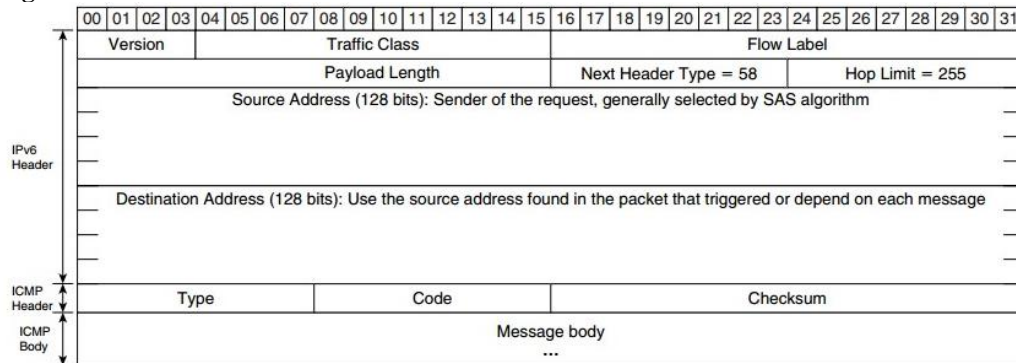 00 01 02 03 04 05 06 07 08 09 10 11 12 13 14 15 16 17 18 19 20 21 22 23 24 25 26 27 28 29 30 31
Version Traffic Class Flow Label
Payload Length Next Header Type = 58 Hop Limit = 255
Source Address (128 bits): Sender of the request, generally selected by SAS algorithm
IPv6
Header
Destination Address (128 bits): Use the source address found in the packet that triggered or depend on each message
ICMP
Header
Type Code Checksum
ICMP
Body
Message body
...